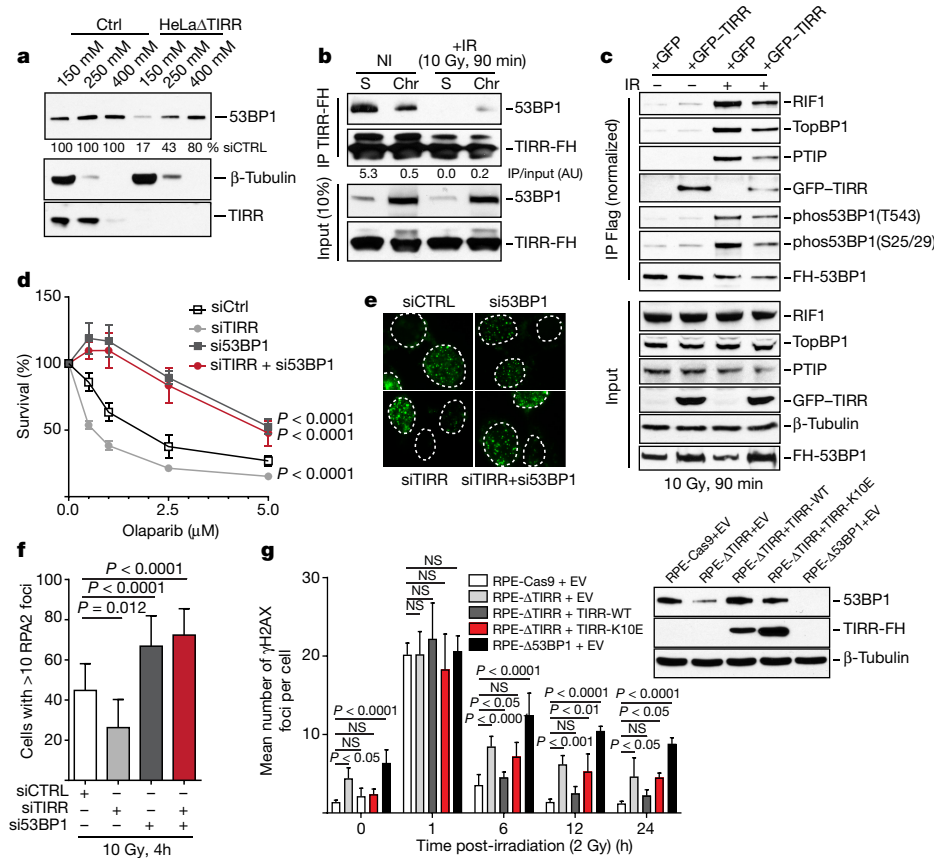 a
Ctrl HeLaΔTIRR
150 mM 250 mM 400 mM 150 mM 250 mM 400 mM
53BP1
100 100 100 17 43 80 % siCTRL
β-Tubulin
TIRR
b
+IR
NI (10 Gy, 90 min)
S Chr S Chr
IP TIRR-FH
53BP1
TIRR-FH
5.3 0.5 0.0 0.2 IP/input (AU)
Input (10%)
53BP1
TIRR-FH
c
+GFP +GFP–TIRR +GFP +GFP–TIRR
IR – – + +
IP Flag (normalized)
RIF1
TopBP1
PTIP
GFP–TIRR
phos53BP1(T543)
phos53BP1(S25/29)
FH-53BP1
Input
RIF1
TopBP1
PTIP
GFP–TIRR
β-Tubulin
FH-53BP1
10 Gy, 90 min
d
150
100
50
Survival (%)
siCtrl
siTIRR
si53BP1
siTIRR + si53BP1
P < 0.0001
P < 0.0001
P < 0.0001
0.0 1.0 2.0 3.0 4.0 5.0
Olaparib (μM)
e
siCTRL si53BP1
siTIRR siTIRR+si53BP1
f
P < 0.0001
P < 0.0001
P = 0.012
100
80
60
40
20
Cells with >10 RPA2 foci
siCTRL + – – –
siTIRR – + – +
si53BP1 – – + +
10 Gy, 4h
g
30
20
10
Mean number of γH2AX
foci per cell
RPE-Cas9 + EV
RPE-ΔTIRR + EV
RPE-ΔTIRR + TIRR-WT
RPE-ΔTIRR + TIRR-K10E
RPE-Δ53BP1 + EV
P < 0.0001
NS
NS
P < 0.05
NS
NS
NS
NS
P < 0.0001
NS
P < 0.05
P < 0.0001
P < 0.0001
P < 0.01
NS
P < 0.001
P < 0.0001
P < 0.05
NS
P < 0.05
0 1 6 12 24
Time post-irradiation (2 Gy) (h)
RPE-Cas9+EV RPE-ΔTIRR+EV RPE-ΔTIRR+TIRR-WT RPE-ΔTIRR+TIRR-K10E RPE-Δ53BP1+EV
53BP1
TIRR-FH
β-Tubulin